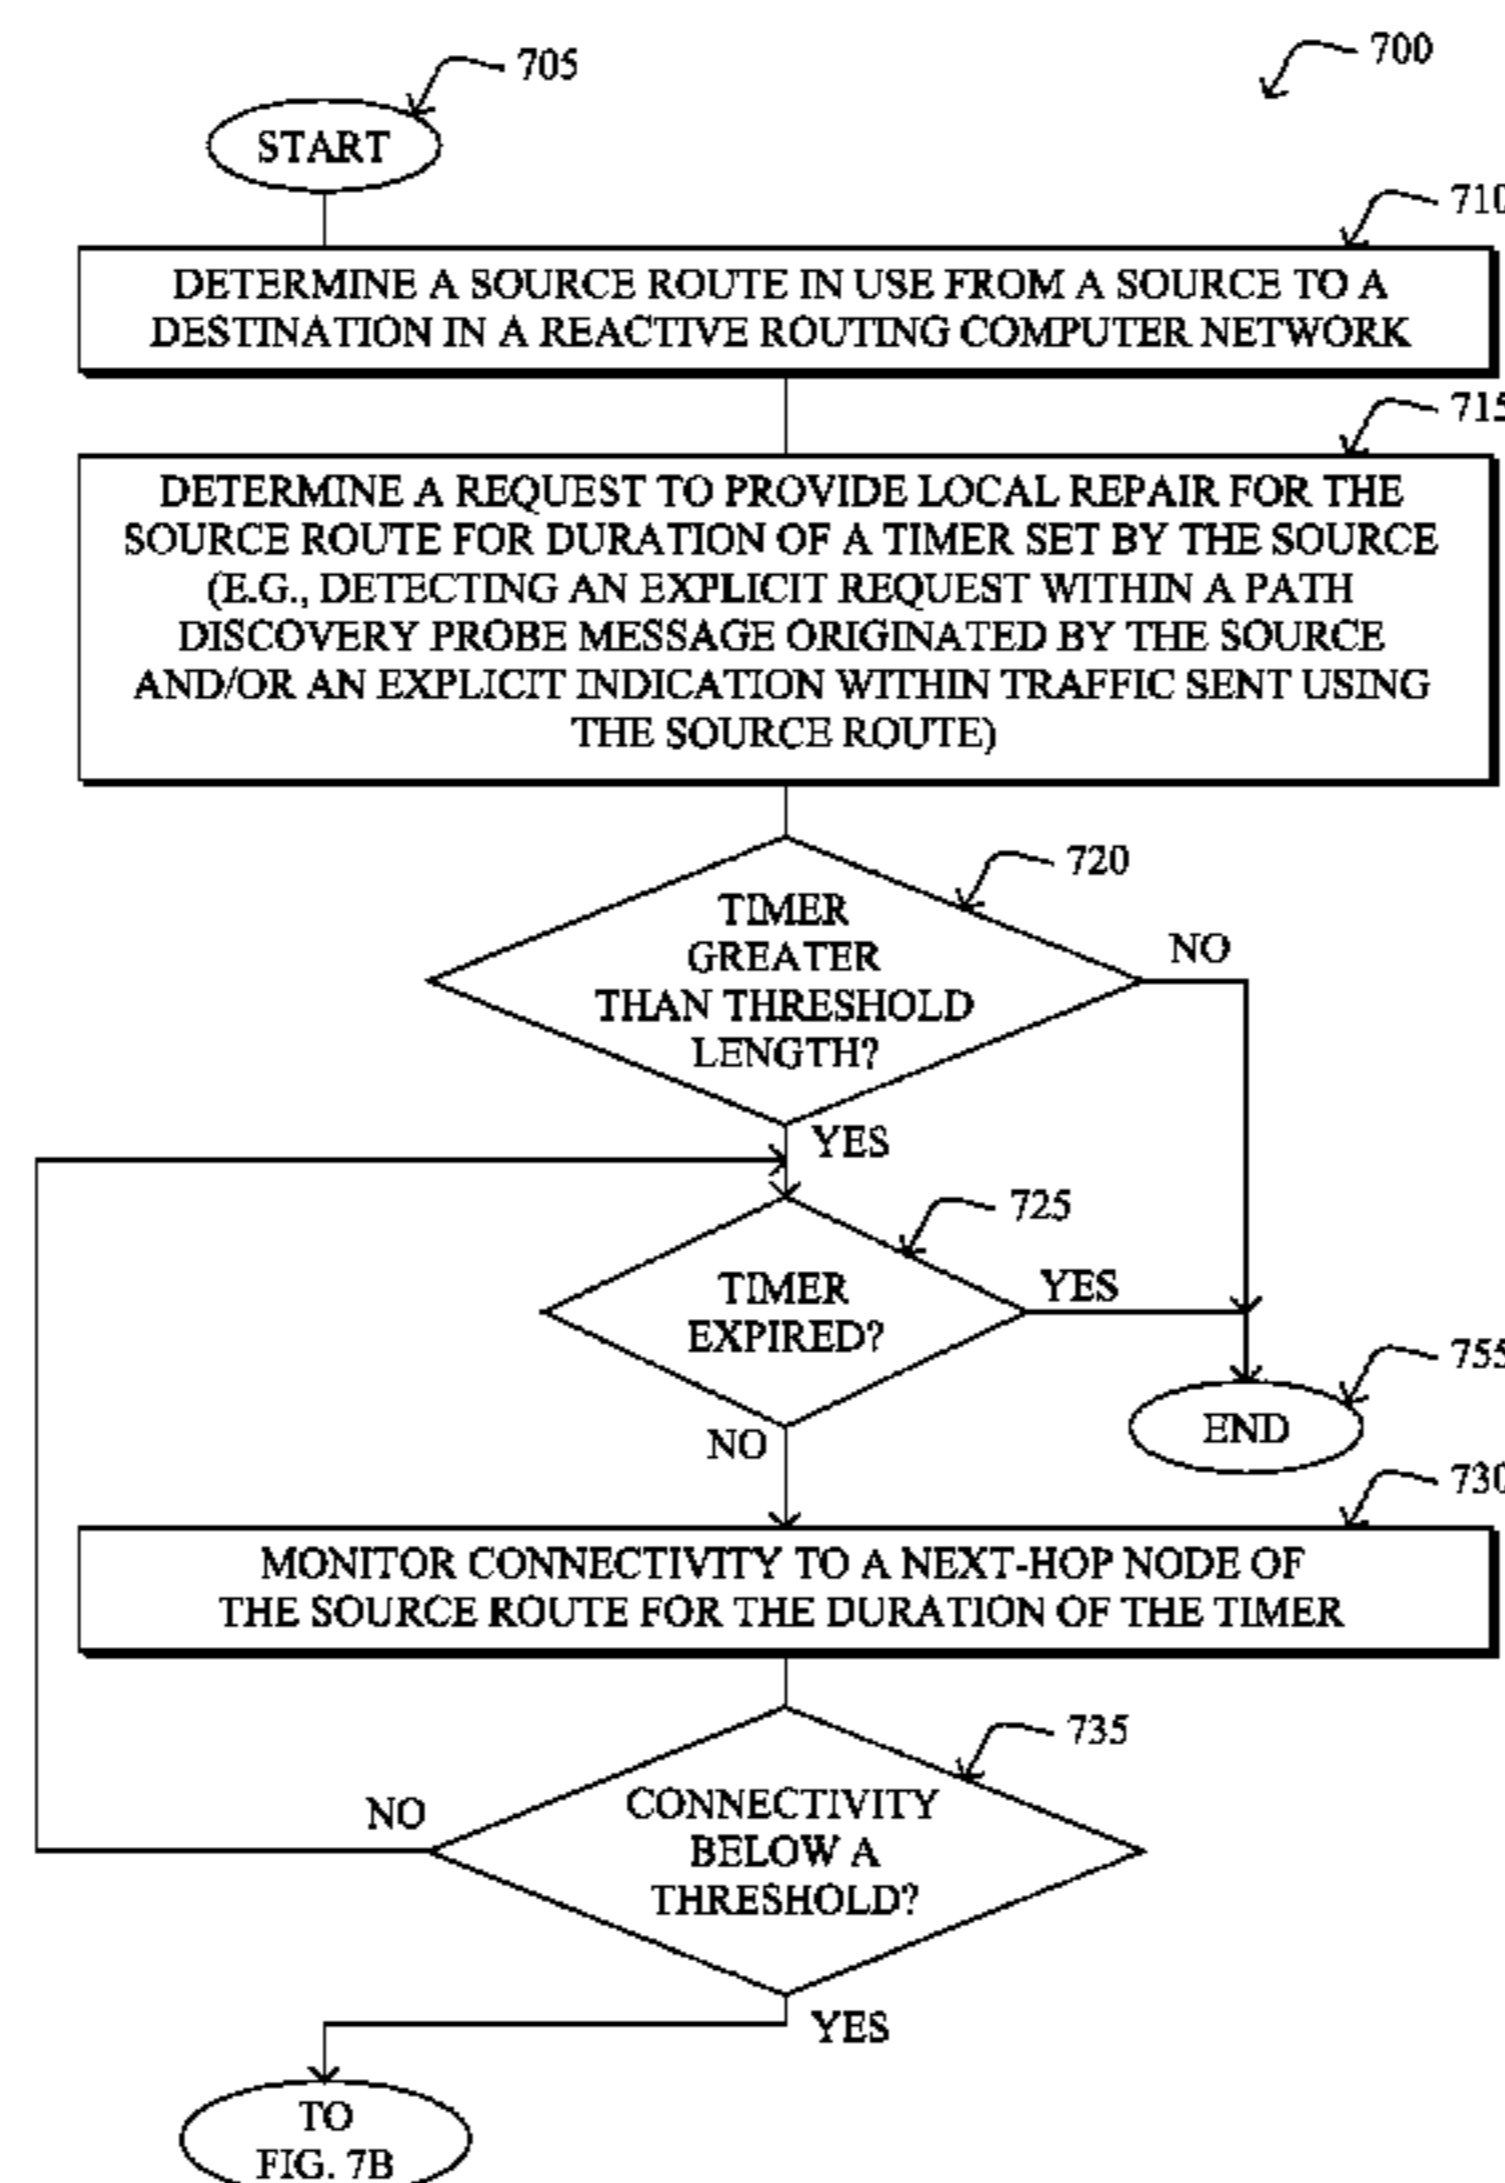 705
700
START
710
DETERMINE A SOURCE ROUTE IN USE FROM A SOURCE TO A
DESTINATION IN A REACTIVE ROUTING COMPUTER NETWORK
715
DETERMINE A REQUEST TO PROVIDE LOCAL REPAIR FOR THE
SOURCE ROUTE FOR DURATION OF A TIMER SET BY THE SOURCE
(E.G., DETECTING AN EXPLICIT REQUEST WITHIN A PATH
DISCOVERY PROBE MESSAGE ORIGINATED BY THE SOURCE
AND/OR AN EXPLICIT INDICATION WITHIN TRAFFIC SENT USING
THE SOURCE ROUTE)
720
TIMER
GREATER
THAN THRESHOLD
LENGTH?
NO
YES
725
TIMER
EXPIRED?
YES
755
END
NO
730
MONITOR CONNECTIVITY TO A NEXT-HOP NODE OF
THE SOURCE ROUTE FOR THE DURATION OF THE TIMER
735
CONNECTIVITY
BELOW A
THRESHOLD?
NO
YES
TO
FIG. 7B